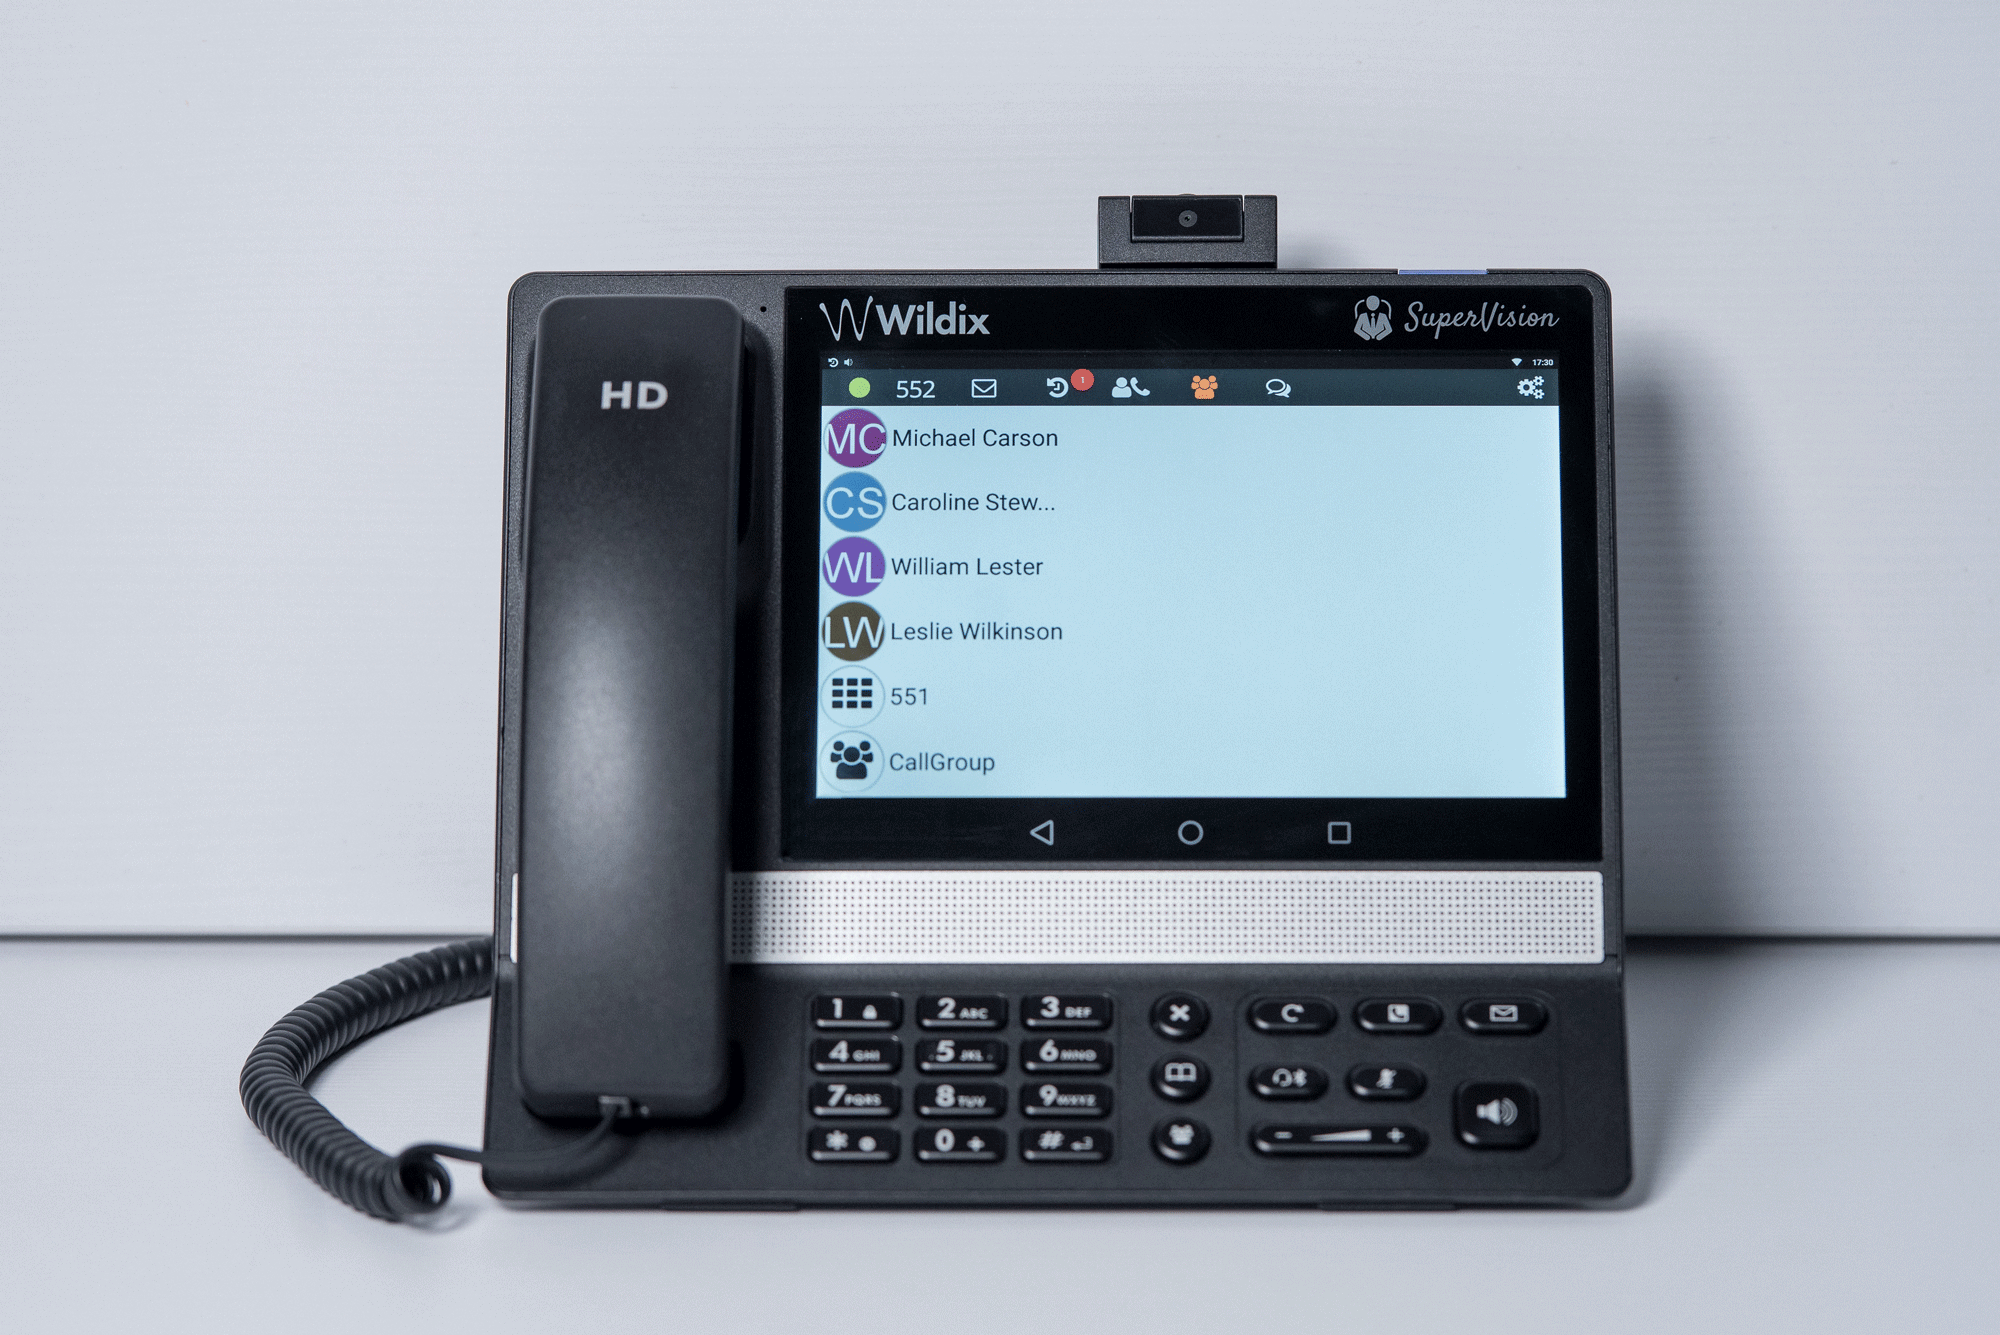 Wildix
SuperVision
HD
17:30
552
1
MC Michael Carson
CS Caroline Stew...
WL William Lester
LW Leslie Wilkinson
551
CallGroup
1
2 ABC
3 DEF
4 GHI
5 JKL
6 MNO
7 PQRS
8 TUV
9 WXYZ
*
0 +
#
- +